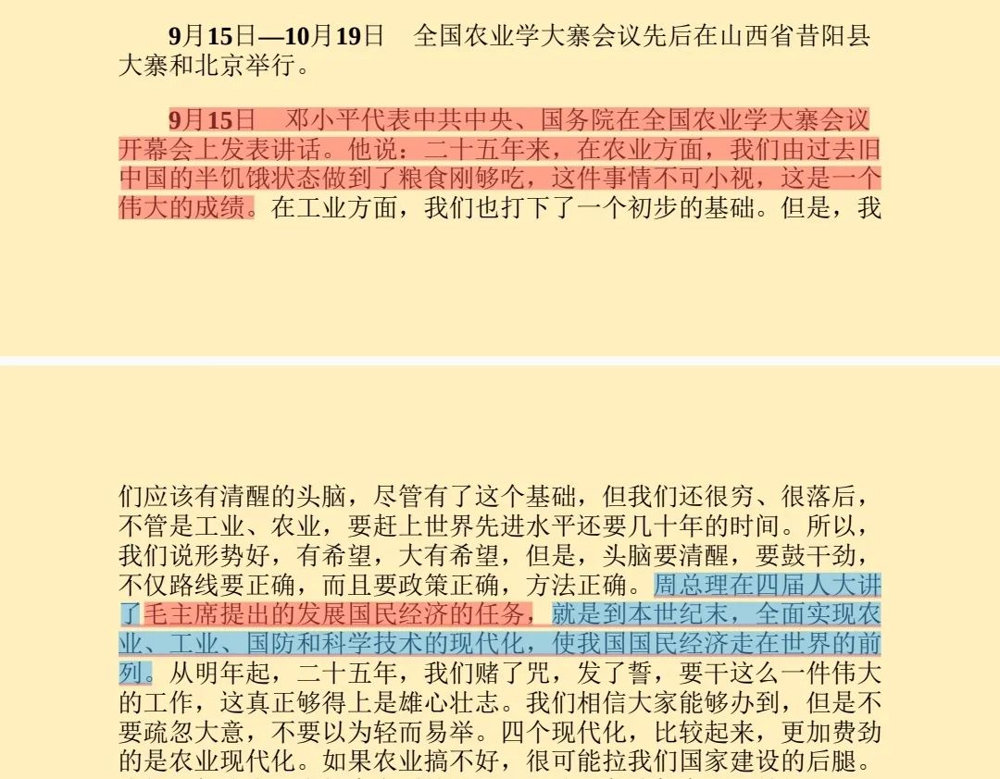 9月15日—10月19日　全国农业学大寨会议先后在山西省昔阳县
大寨和北京举行。
9月15日　邓小平代表中共中央、国务院在全国农业学大寨会议
开幕会上发表讲话。他说：二十五年来，在农业方面，我们由过去旧
中国的半饥饿状态做到了粮食刚够吃，这件事情不可小视，这是一个
伟大的成绩。在工业方面，我们也打下了一个初步的基础。但是，我
们应该有清醒的头脑，尽管有了这个基础，但我们还很穷、很落后，
不管是工业、农业，要赶上世界先进水平还要几十年的时间。所以，
我们说形势好，有希望，大有希望，但是，头脑要清醒，要鼓干劲，
不仅路线要正确，而且要政策正确，方法正确。周总理在四届人大讲
了毛主席提出的发展国民经济的任务，就是到本世纪末，全面实现农
业、工业、国防和科学技术的现代化，使我国国民经济走在世界的前
列。从明年起，二十五年，我们赌了咒，发了誓，要干这么一件伟大
的工作，这真正够得上是雄心壮志。我们相信大家能够办到，但是不
要疏忽大意，不要以为轻而易举。四个现代化，比较起来，更加费劲
的是农业现代化。如果农业搞不好，很可能拉我们国家建设的后腿。